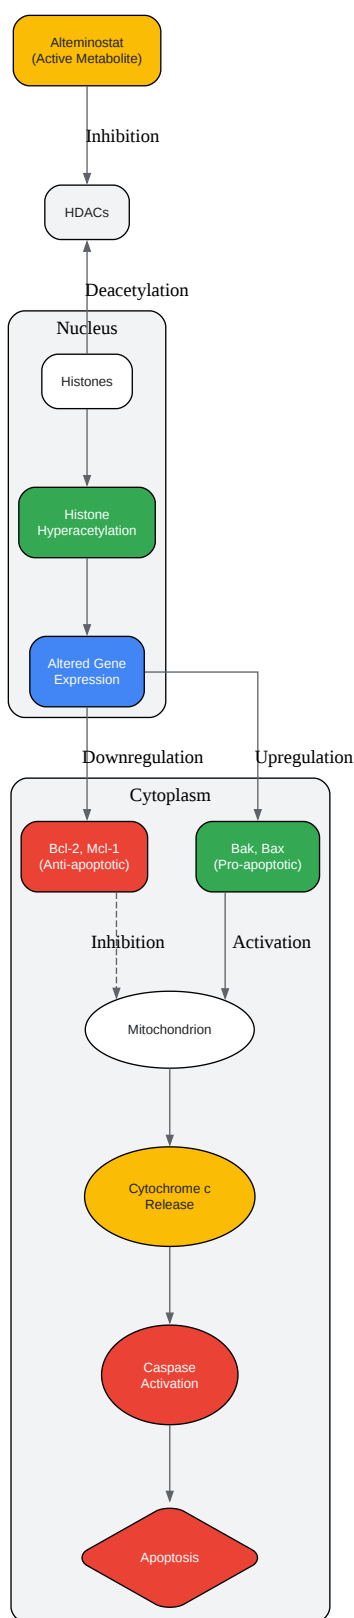 Alteminostat
(Active Metabolite)
Inhibition
HDACs
Deacetylation
Nucleus
Histones
Histone
Hyperacetylation
Altered Gene
Expression
Downregulation
Upregulation
Cytoplasm
Bcl-2, Mcl-1
(Anti-apoptotic)
Bak, Bax
(Pro-apoptotic)
Inhibition
Activation
Mitochondrion
Cytochrome c
Release
Caspase
Activation
Apoptosis